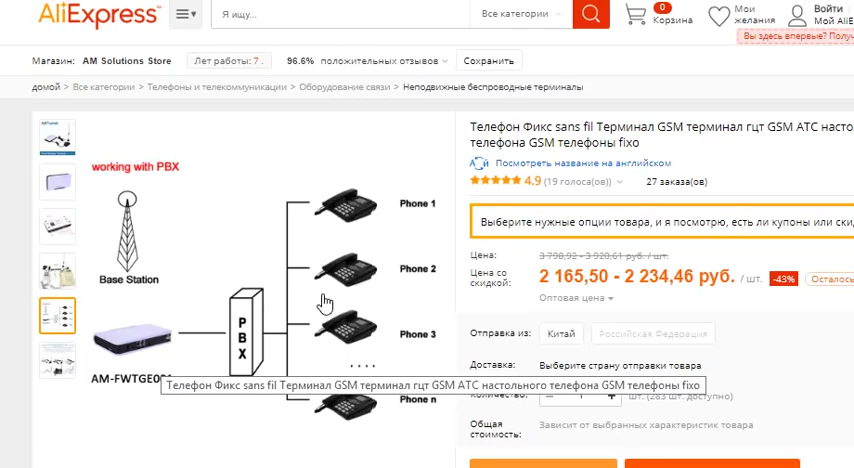 AliExpress™
Я ищу...
Все категории
0
Корзина
Мои желания
Войти
Мой AliE
Вы здесь впервые? Получ
Магазин: AM Solutions Store
Лет работы: 7 .
96.6% положительных отзывов
Сохранить
домой > Все категории > Телефоны и телекоммуникации > Оборудование связи > Неподвижные беспроводные терминалы
working with PBX
Base Station
Phone 1
Phone 2
Phone 3
Phone n
PBX
AM-FWTGE0
. . . .
Телефон Фикс sans fil Терминал GSM терминал гцт GSM АТС настольного телефона GSM телефоны fixo
Телефон Фикс sans fil Терминал GSM терминал гцт GSM АТС насто
телефона GSM телефоны fixo
Посмотреть название на английском
4.9 (19 голоса(ов))
27 заказа(ов)
Выберите нужные опции товара, и я посмотрю, есть ли купоны или ски
Цена: 3 798,92 - 3 920,61 руб. / шт.
Цена со скидкой: 2 165,50 - 2 234,46 руб. / шт. -43%
Осталось
Оптовая цена
Отправка из: Китай Российская Федерация
Доставка: Выберите страну отправки товара
Количество: шт. (283 шт. доступно)
Общая стоимость: Зависит от выбранных характеристик товара